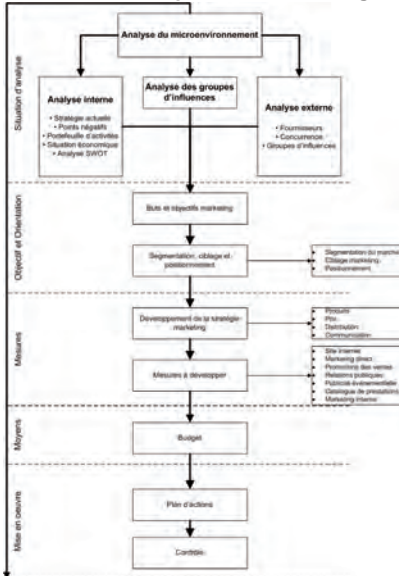 Situation d'analyse
Analyse du microenvironnement
Analyse interne
• Stratégie actuelle
• Points négatifs
• Portefeuille d'activités
• Situation économique
• Analyse SWOT
Analyse des groupes
d'influences
Analyse externe
• Fournisseurs
• Concurrence
• Groupes d'influences
Objectif et Orientation
Buts et objectifs marketing
Segmentation, ciblage et
positionnement
Segmentation du marché
Ciblage marketing
Positionnement
Mesures
Développement de la stratégie
marketing
Produits
Prix
Distribution
Communication
Mesures à développer
Site internet
Marketing direct
Promotions des ventes
Relations publiques
Publicité évènementielle
Catalogue de prestations
Marketing interne
Moyens
Budget
Mise en oeuvre
Plan d'actions
Contrôle